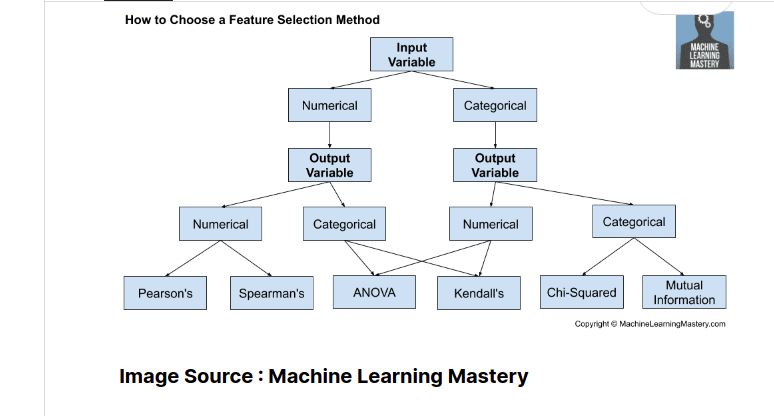 How to Choose a Feature Selection Method
MACHINE
LEARNING
MASTERY
Input
Variable
Numerical
Categorical
Output
Variable
Output
Variable
Numerical
Categorical
Numerical
Categorical
Pearson's
Spearman's
ANOVA
Kendall's
Chi-Squared
Mutual
Information
Copyright © MachineLearningMastery.com
Image Source : Machine Learning Mastery